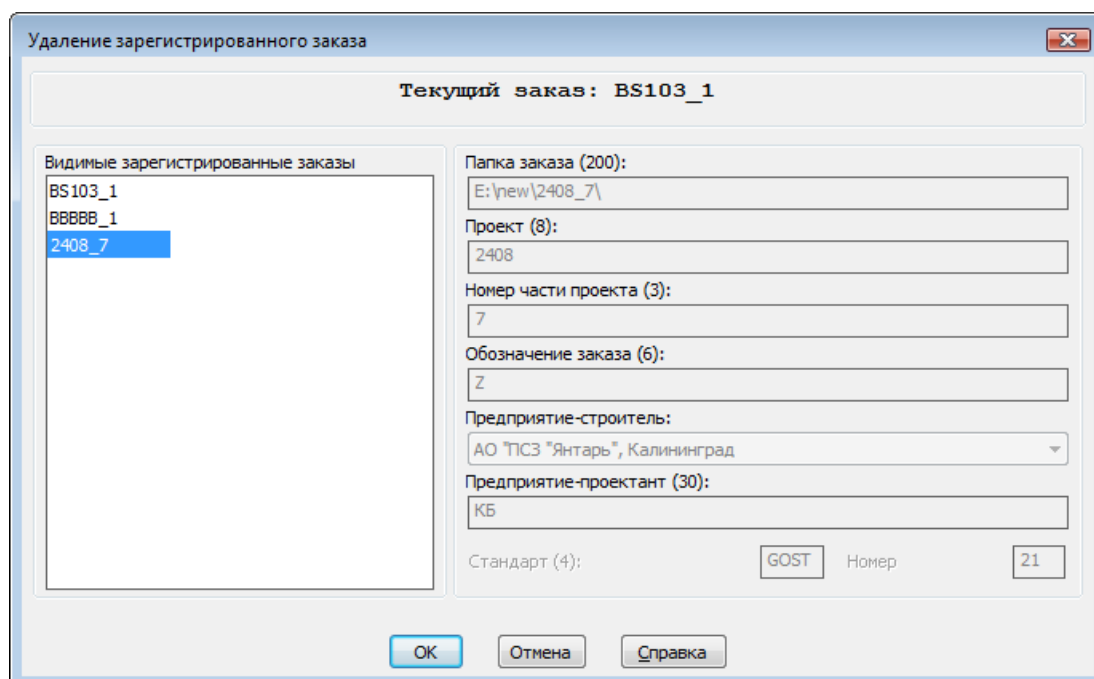 Удаление зарегистрированного заказа
Текущий заказ: BS103_1
Видимые зарегистрированные заказы
BS103_1
BBBBB_1
2408_7
Папка заказа (200):
E:\new\2408_7\
Проект (8):
2408
Номер части проекта (3):
7
Обозначение заказа (6):
Z
Предприятие-строитель:
АО "ПСЗ "Янтарь", Калининград
Предприятие-проектант (30):
КБ
Стандарт (4): GOST Номер 21
OK Отмена Справка